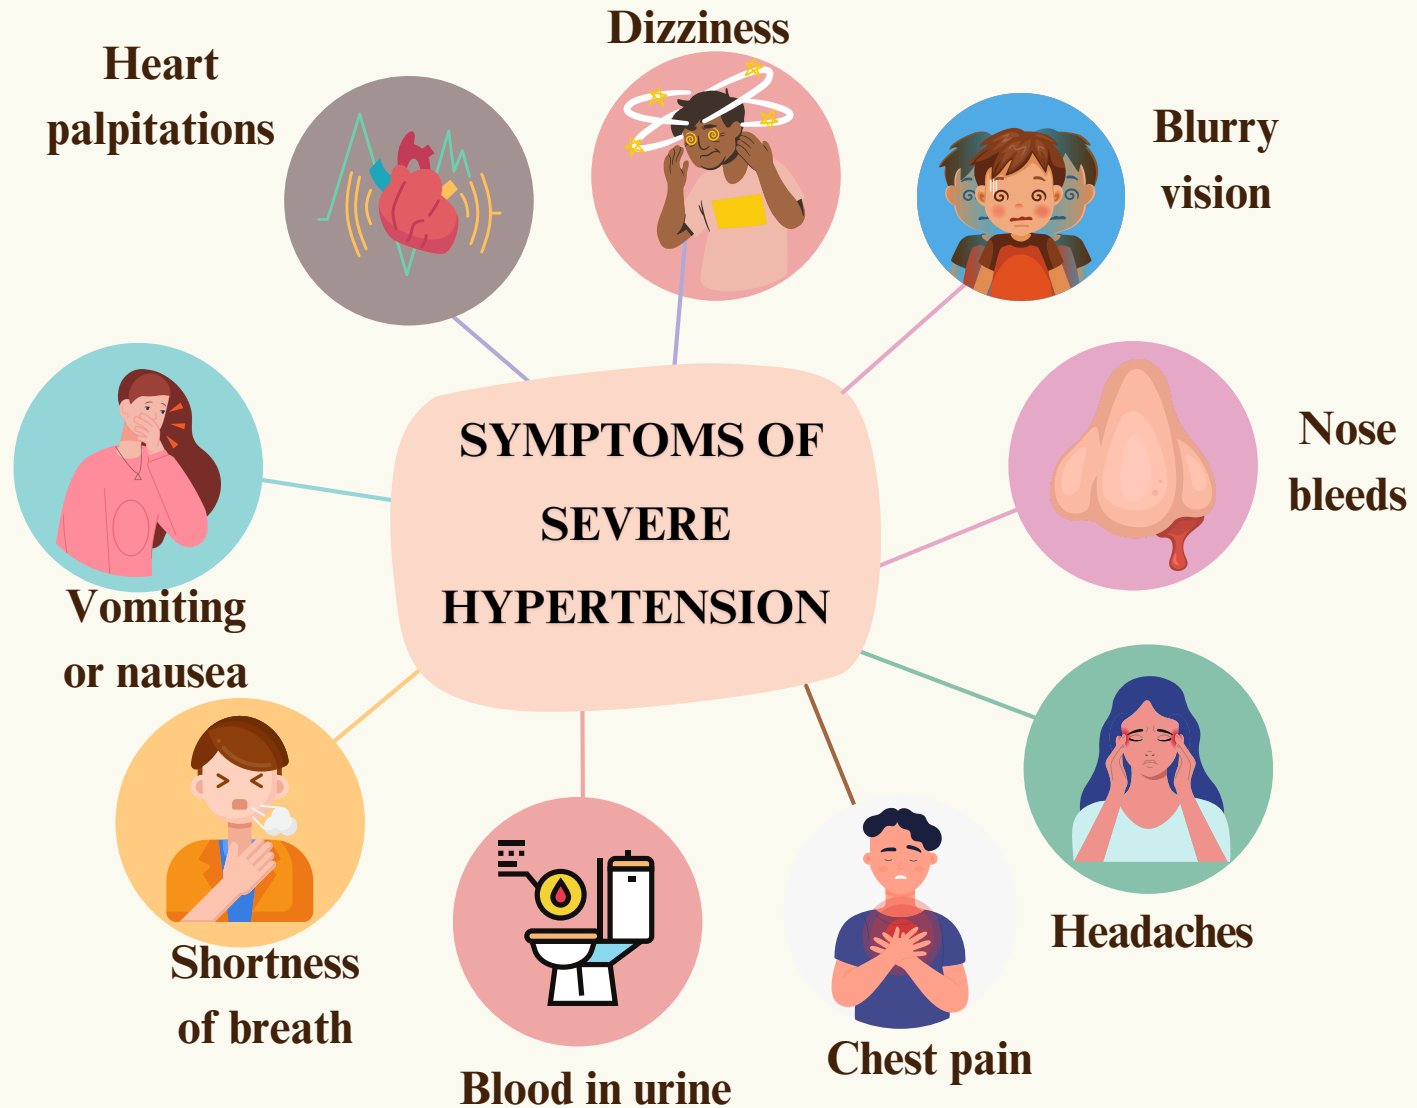 Dizziness
Heart
palpitations
Blurry
vision
SYMPTOMS OF
SEVERE
HYPERTENSION
Nose
bleeds
Vomiting
or nausea
Headaches
Shortness
of breath
Chest pain
Blood in urine